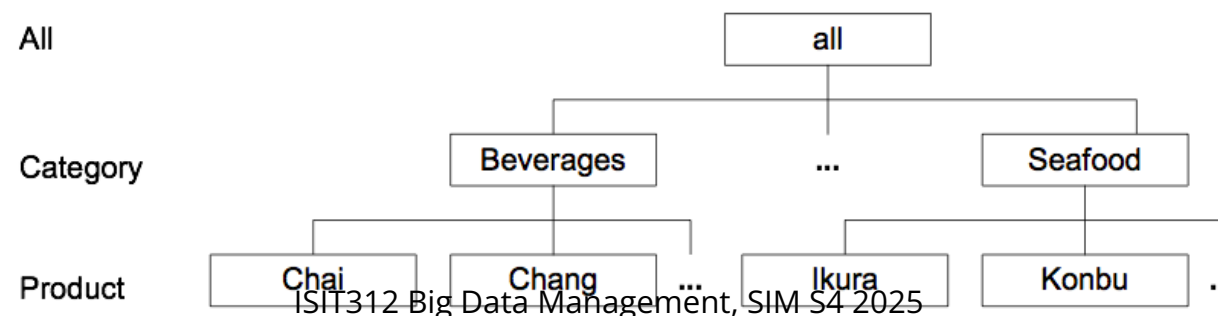 All all
Category Beverages ... Seafood
Product Chai Chang ... Ikura Konbu .
ISIT312 Big Data Management, SIM S4 2025